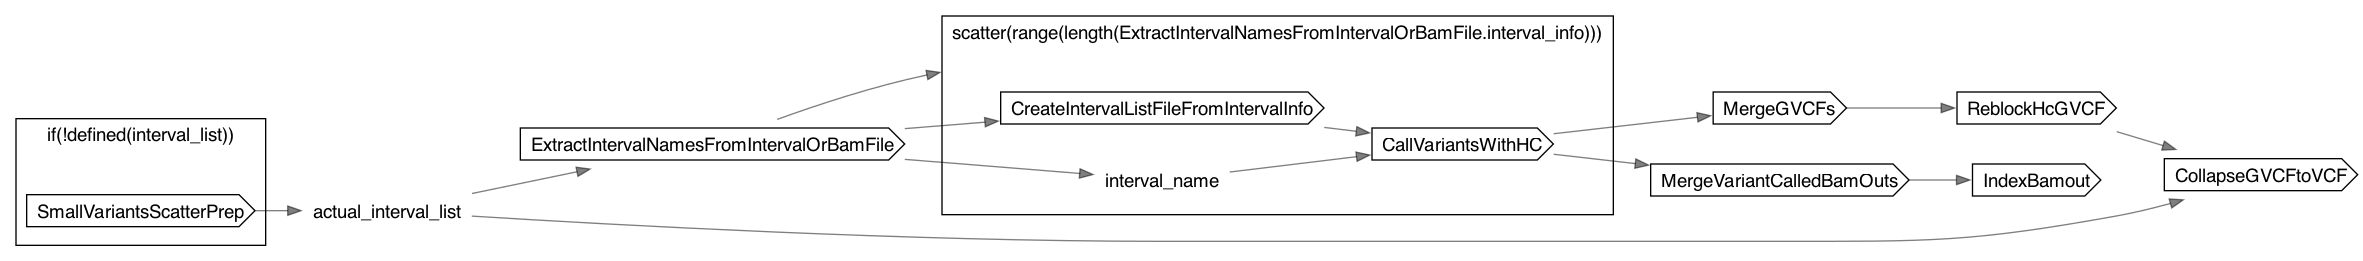 if(!defined(interval_list))
SmallVariantsScatterPrep
actual_interval_list
ExtractIntervalNamesFromIntervalOrBamFile
scatter(range(length(ExtractIntervalNamesFromIntervalOrBamFile.interval_info)))
CreateIntervalListFileFromIntervalInfo
interval_name
CallVariantsWithHC
MergeGVCFs
MergeVariantCalledBamOuts
ReblockHcGVCF
IndexBamout
CollapseGVCFtoVCF